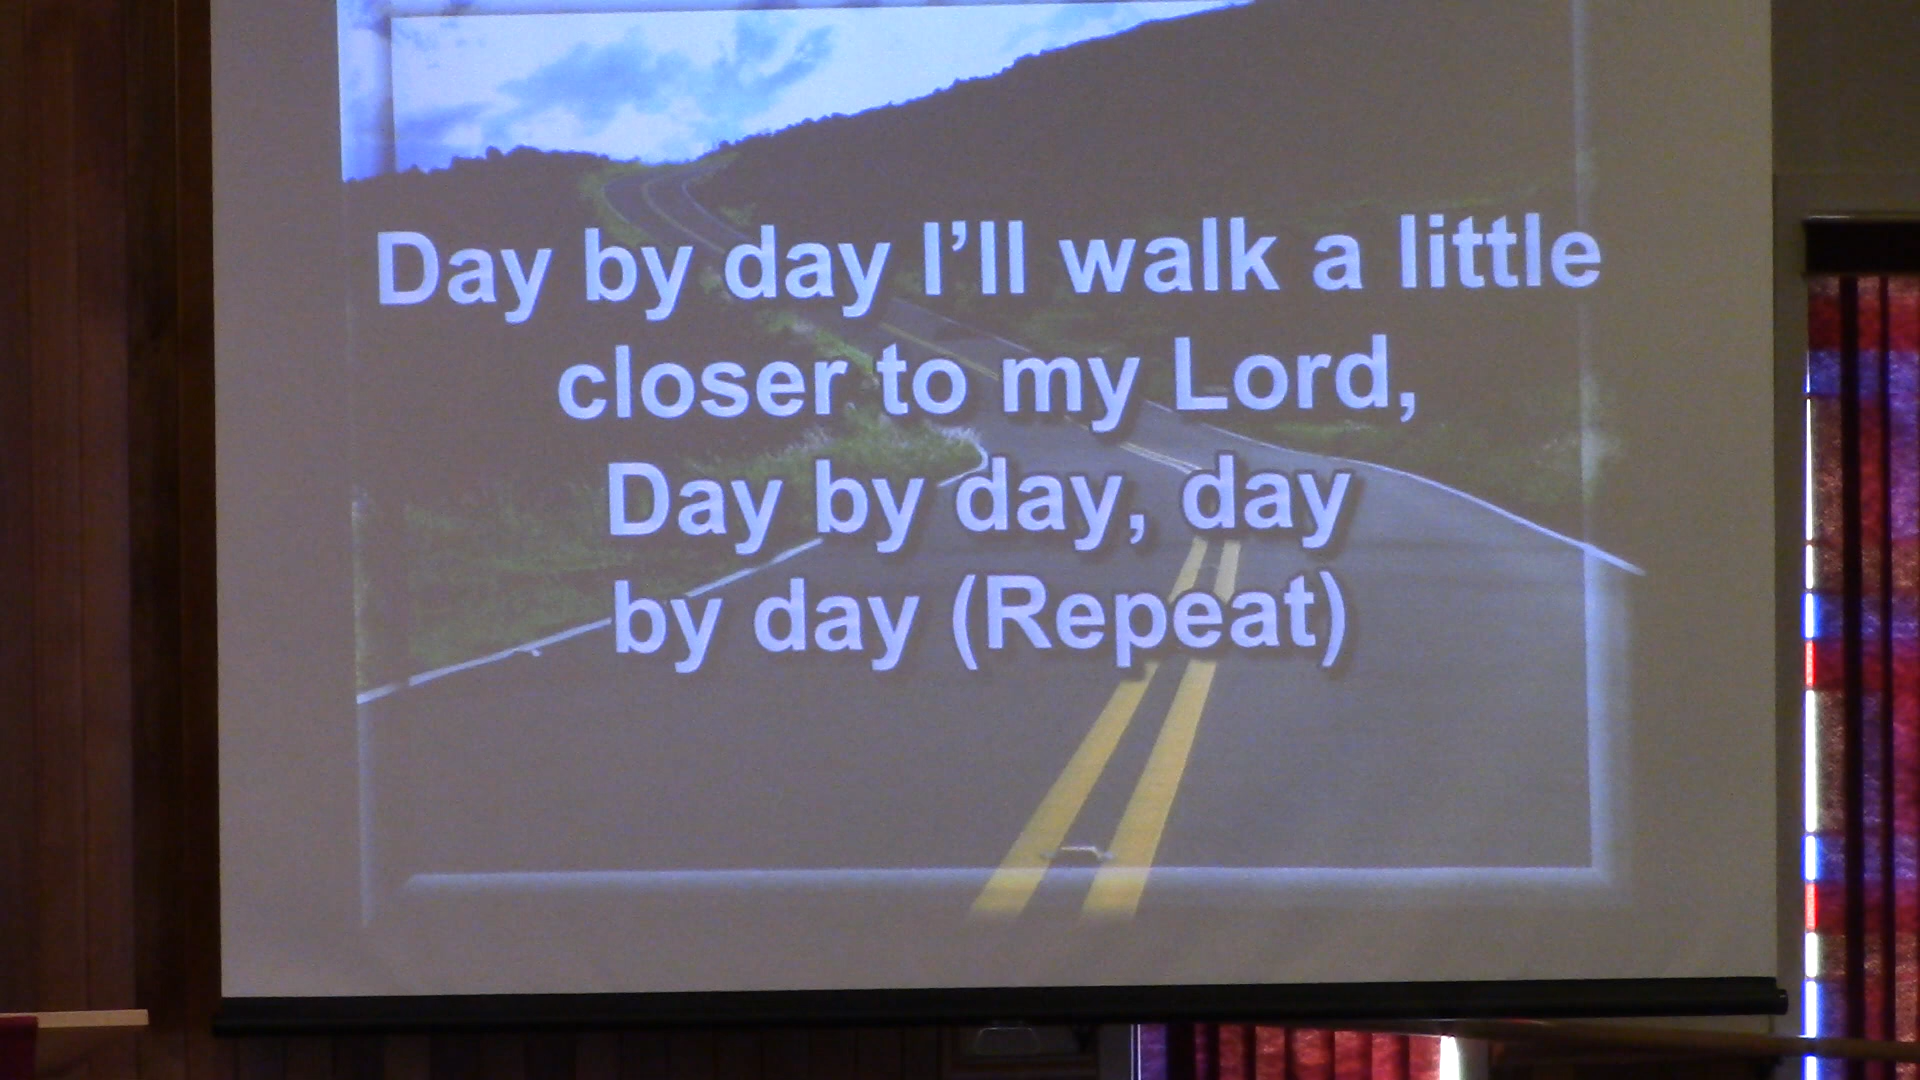 Day by day I’ll walk a little
closer to my Lord,
Day by day, day
by day (Repeat)